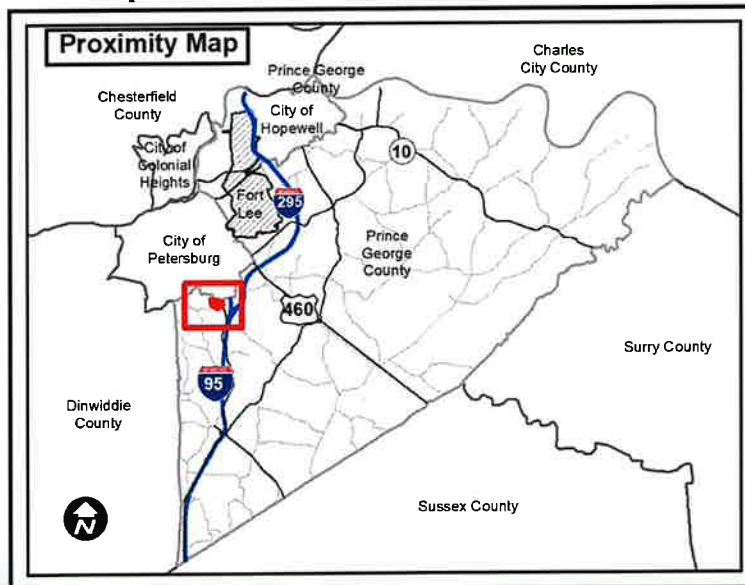 Proximity Map
Charles
City County
Prince George
County
Chesterfield
County
City of
Hopewell
City of
Colonial
Heights
10
Fort
Lee
295
City of
Petersburg
Prince
George
County
460
Surry County
95
Dinwiddie
County
Sussex County
N